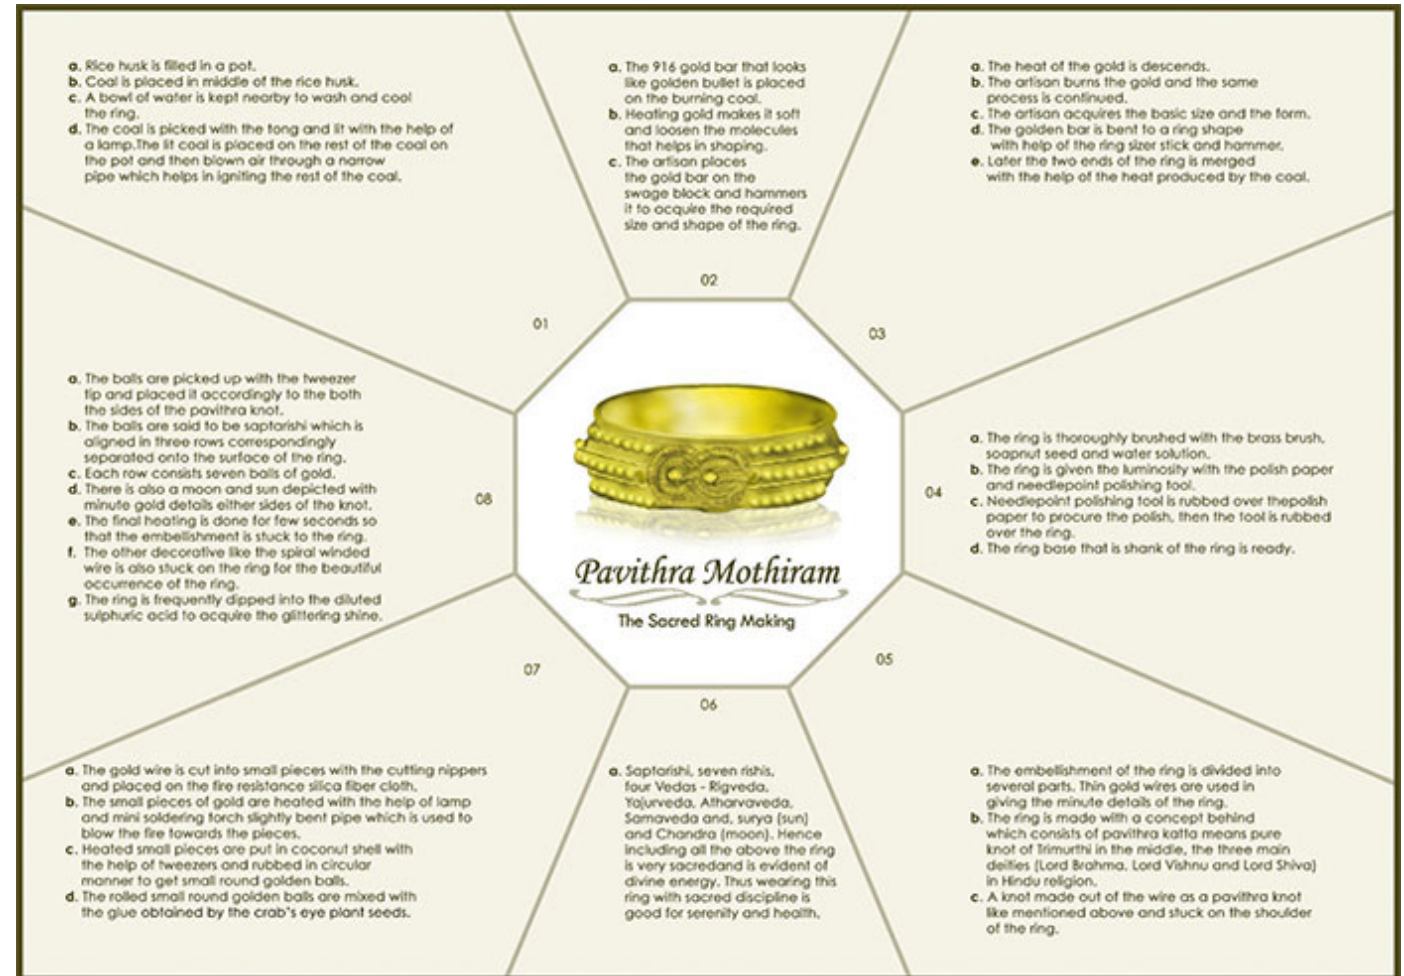 a. Rice husk is filled in a pot.
b. Coal is placed in middle of the rice husk.
c. A bowl of water is kept nearby to wash and cool
the ring.
d. The coal is picked with the tong and lit with the help of
a lamp.The lit coal is placed on the rest of the coal on
the pot and then blown air through a narrow
pipe which helps in igniting the rest of the coal.
01
a. The 916 gold bar that looks
like golden bullet is placed
on the burning coal.
b. Heating gold makes it soft
and loosen the molecules
that helps in shaping.
c. The artisan places
the gold bar on the
swage block and hammers
it to acquire the required
size and shape of the ring.
02
a. The heat of the gold is descends.
b. The artisan burns the gold and the same
process is continued.
c. The artisan acquires the basic size and the form.
d. The golden bar is bent to a ring shape
with help of the ring sizer stick and hammer.
e. Later the two ends of the ring is merged
with the help of the heat produced by the coal.
03
a. The ring is thoroughly brushed with the brass brush,
soapnut seed and water solution.
b. The ring is given the luminosity with the polish paper
and needlepoint polishing tool.
c. Needlepoint polishing tool is rubbed over thepolish
paper to procure the polish, then the tool is rubbed
over the ring.
d. The ring base that is shank of the ring is ready.
04
Pavithra Mothiram
The Sacred Ring Making
05
a. The embellishment of the ring is divided into
several parts. Thin gold wires are used in
giving the minute details of the ring.
b. The ring is made with a concept behind
which consists of pavithra katta means pure
knot of Trimurthi in the middle, the three main
deities (Lord Brahma, Lord Vishnu and Lord Shiva)
in Hindu religion.
c. A knot made out of the wire as a pavithra knot
like mentioned above and stuck on the shoulder
of the ring.
06
a. Saptarishi, seven rishis,
four Vedas - Rigveda,
Yajurveda, Atharvaveda,
Samaveda and, surya (sun)
and Chandra (moon). Hence
including all the above the ring
is very sacredand is evident of
divine energy. Thus wearing this
ring with sacred discipline is
good for serenity and health.
07
a. The gold wire is cut into small pieces with the cutting nippers
and placed on the fire resistance silica fiber cloth.
b. The small pieces of gold are heated with the help of lamp
and mini soldering torch slightly bent pipe which is used to
blow the fire towards the pieces.
c. Heated small pieces are put in coconut shell with
the help of tweezers and rubbed in circular
manner to get small round golden balls.
d. The rolled small round golden balls are mixed with
the glue obtained by the crab's eye plant seeds.
08
a. The balls are picked up with the tweezer
tip and placed it accordingly to the both
the sides of the pavithra knot.
b. The balls are said to be saptarishi which is
aligned in three rows correspondingly
separated onto the surface of the ring.
c. Each row consists seven balls of gold.
d. There is also a moon and sun depicted with
minute gold details either sides of the knot.
e. The final heating is done for few seconds so
that the embellishment is stuck to the ring.
f. The other decorative like the spiral winded
wire is also stuck on the ring for the beautiful
occurrence of the ring.
g. The ring is frequently dipped into the diluted
sulphuric acid to acquire the glittering shine.